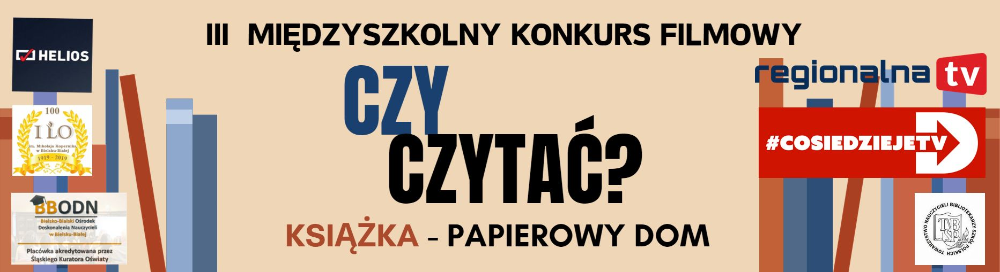 III MIĘDZYSZKOLNY KONKURS FILMOWY
CZY
CZYTAĆ?
KSIĄŻKA - PAPIEROWY DOM
HELIOS
100
I LO
im. Mikołaja Kopernika
w Bielsku-Białej
1919 - 2019
BBODN
Bielsko-Bialski Ośrodek
Doskonalenia Nauczycieli
w Bielsku-Białej
Placówka akredytowana przez
Śląskiego Kuratora Oświaty
regionalna tv
#COSIEDZIEJETV
TOWARZYSTWO NAUCZYCIELI BIBLIOTEKARZY SZKÓŁ POLSKICH
TNB
SP